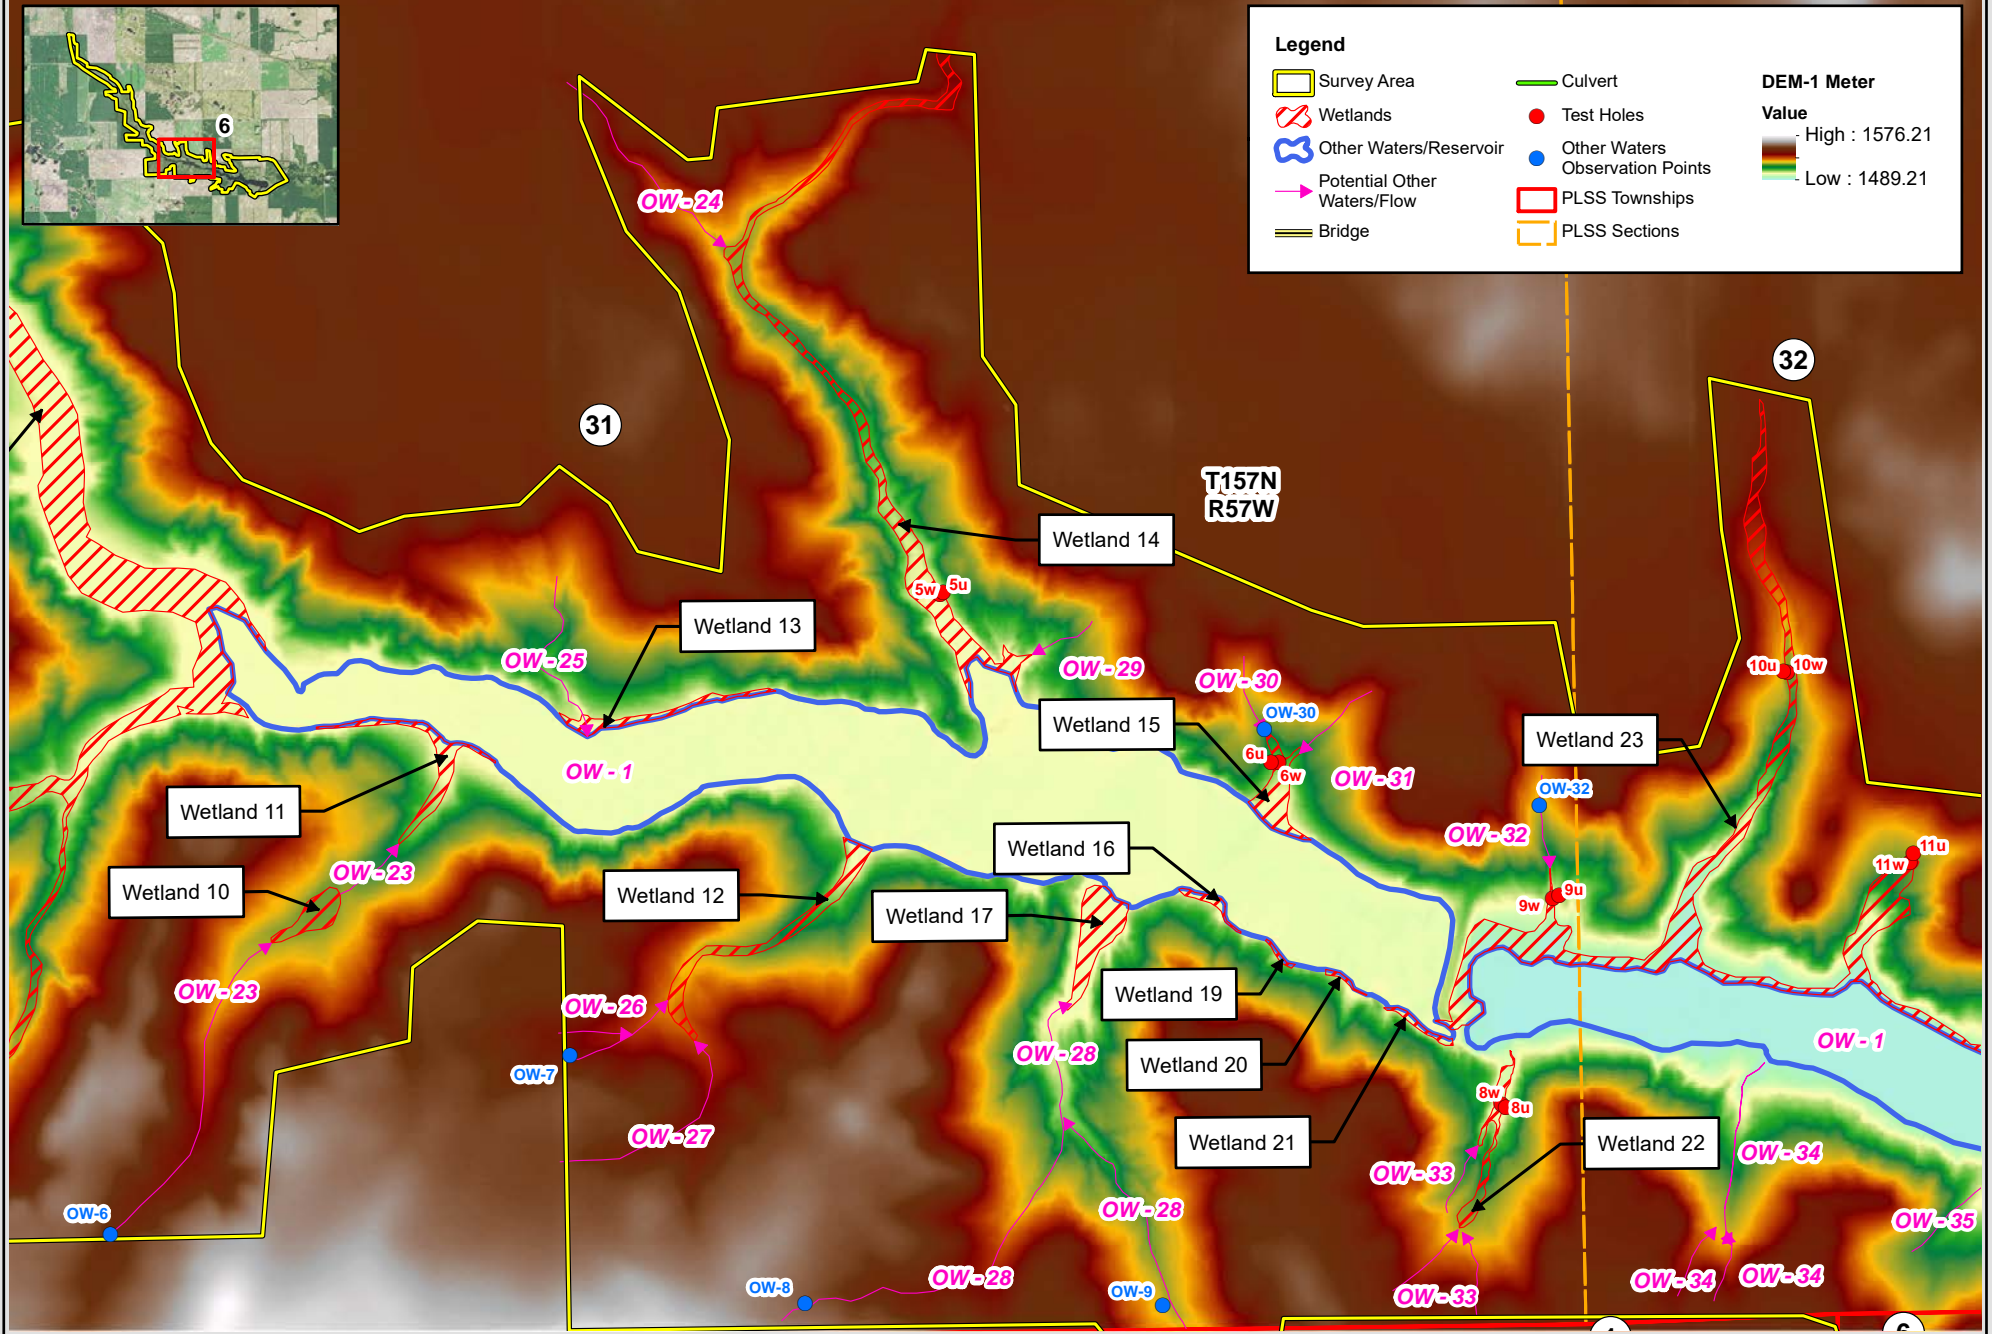 6
Legend
Survey Area
Wetlands
Other Waters/Reservoir
Potential Other
Waters/Flow
Bridge
Culvert
Test Holes
Other Waters
Observation Points
PLSS Townships
PLSS Sections
DEM-1 Meter
Value
High : 1576.21
Low : 1489.21
OW - 24
32
31
T157N
R57W
Wetland 14
5w
5u
Wetland 13
OW - 25
OW - 29
10u
10w
OW - 30
OW-30
Wetland 15
Wetland 23
6u
6w
OW - 31
OW - 1
OW-32
OW - 32
Wetland 11
Wetland 16
11u
11w
OW - 23
Wetland 10
Wetland 12
Wetland 17
9u
9w
OW - 23
Wetland 19
OW - 26
OW - 1
OW - 28
Wetland 20
OW-7
8w
8u
OW - 27
Wetland 21
Wetland 22
OW - 34
OW - 33
OW-6
OW - 28
OW - 35
OW - 28
OW-8
OW-9
OW - 33
OW - 34
OW - 34